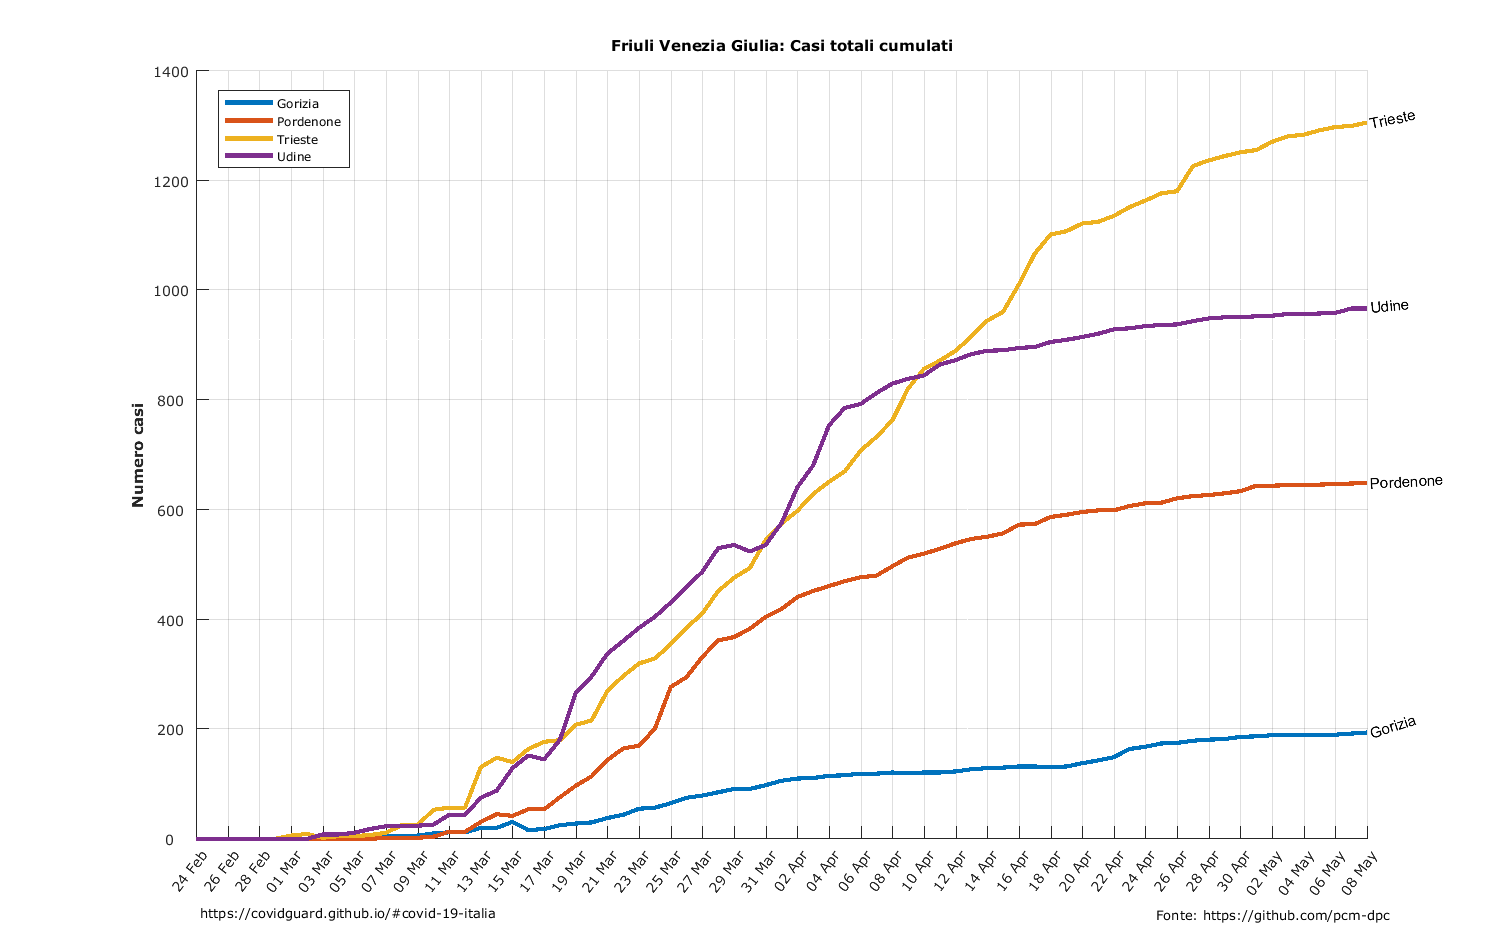 Friuli Venezia Giulia: Casi totali cumulati
1400
1200
1000
800
600
400
200
0
Numero casi
Gorizia
Pordenone
Trieste
Udine
Trieste
Udine
Pordenone
Gorizia
24 Feb
26 Feb
28 Feb
01 Mar
03 Mar
05 Mar
07 Mar
09 Mar
11 Mar
13 Mar
15 Mar
17 Mar
19 Mar
21 Mar
23 Mar
25 Mar
27 Mar
29 Mar
31 Mar
02 Apr
04 Apr
06 Apr
08 Apr
10 Apr
12 Apr
14 Apr
16 Apr
18 Apr
20 Apr
22 Apr
24 Apr
26 Apr
28 Apr
30 Apr
02 May
04 May
06 May
08 May
https://covidguard.github.io/#covid-19-italia
Fonte: https://github.com/pcm-dpc